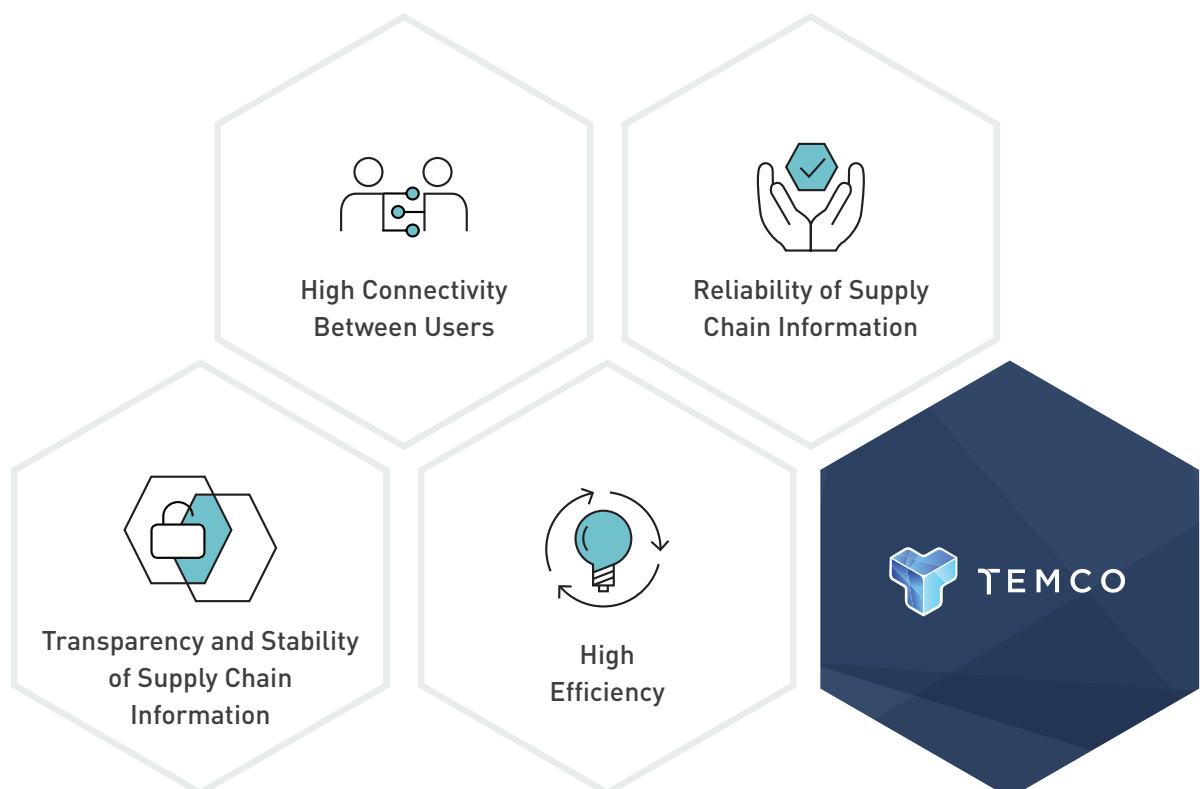 High Connectivity
Between Users
Reliability of Supply
Chain Information
Transparency and Stability
of Supply Chain
Information
High
Efficiency
TEMCO